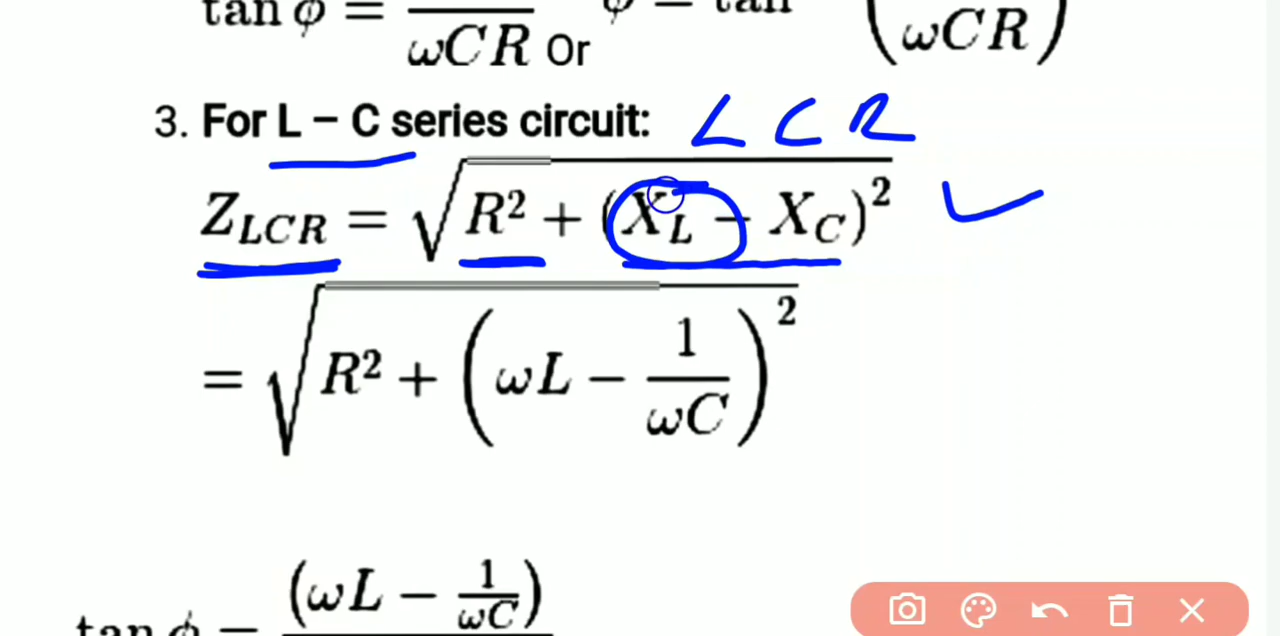 tan φ = ωCR Or φ = tan (ωCR)
3. For L – C series circuit: L C R
Z_LCR = √(R² + (X_L – X_C)²)
= √(R² + (ωL – 1/ωC)²)
tan φ = (ωL – 1/ωC)